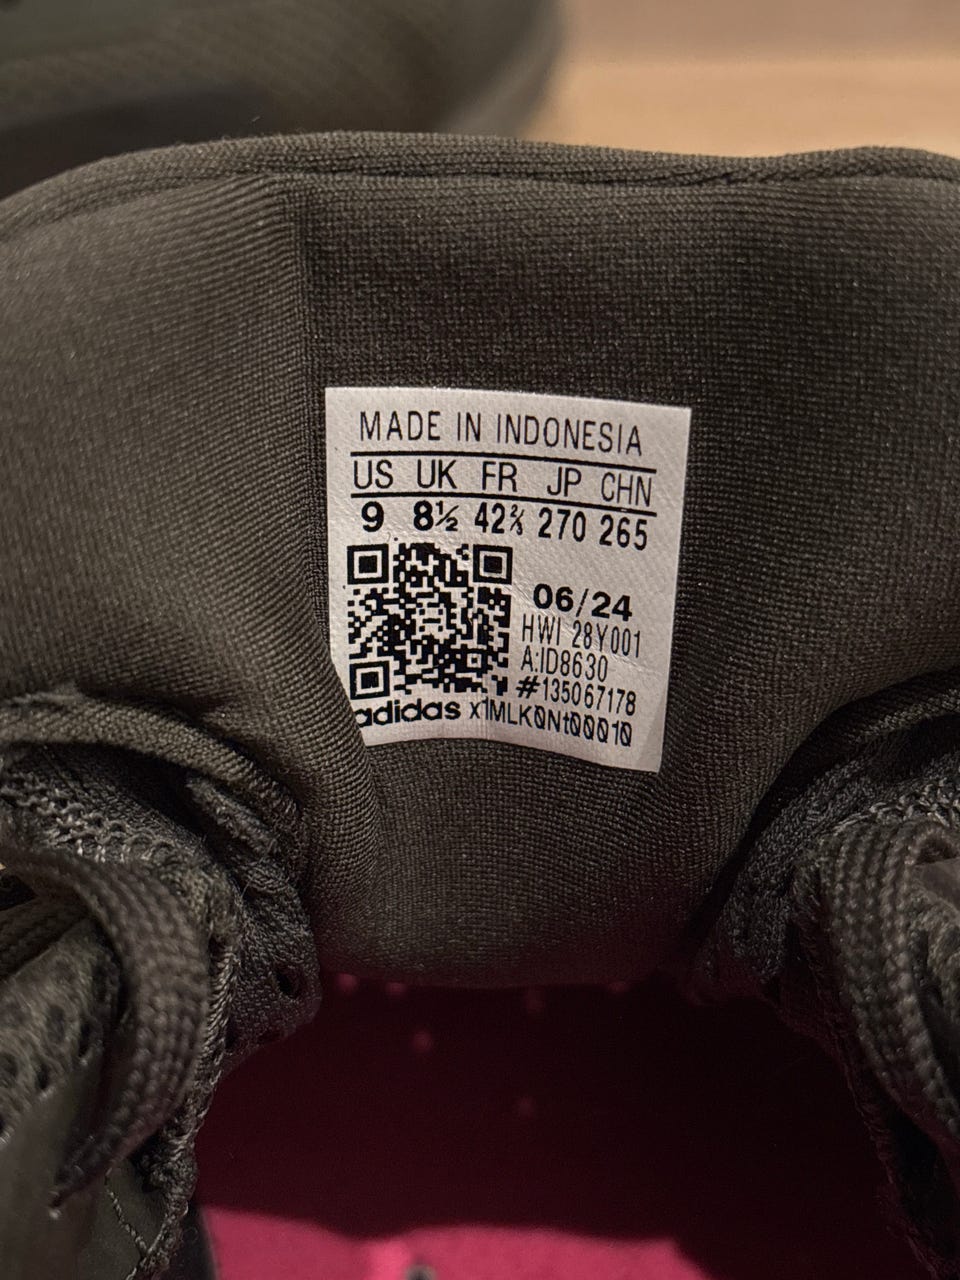 MADE IN INDONESIA
US UK FR JP CHN
9 8½ 42⅔ 270 265
06/24
HWI 28Y001
A:ID8630
#135067178
adidas x1MLK0Nt00010